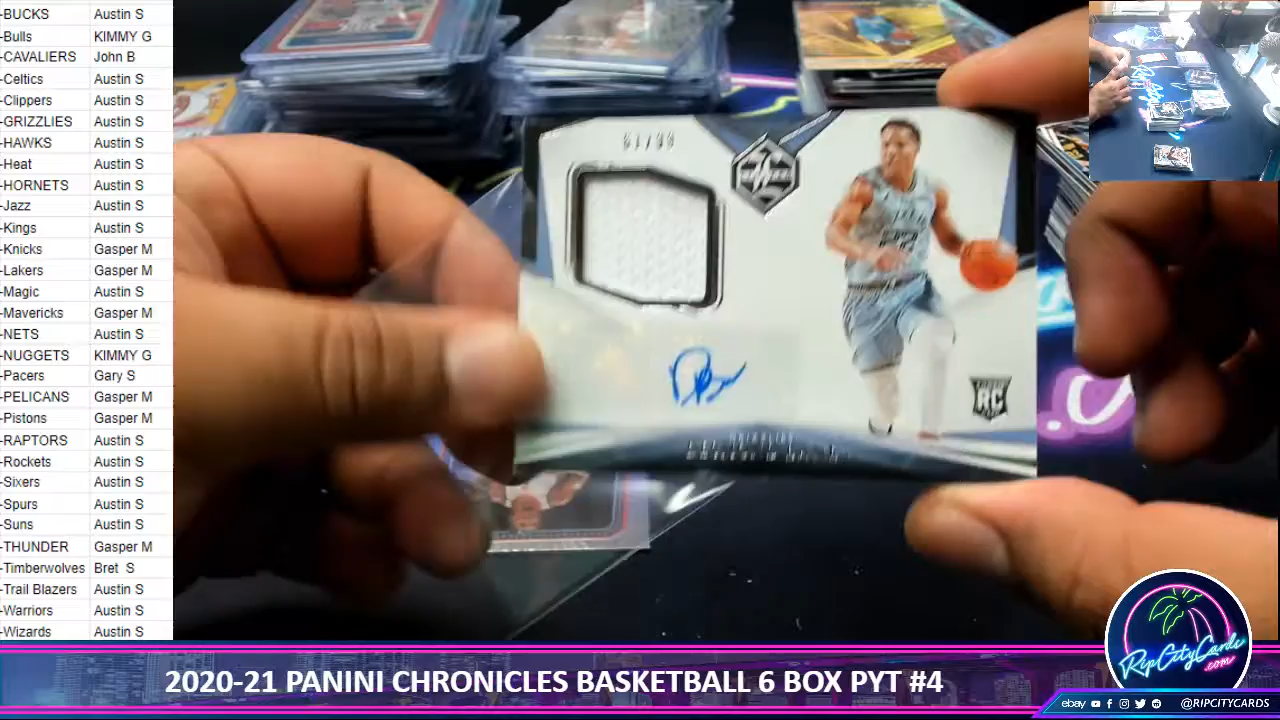 -BUCKS Austin S
-Bulls KIMMY G
-CAVALIERS John B
-Celtics Austin S
-Clippers Austin S
-GRIZZLIES Austin S
-HAWKS Austin S
-Heat Austin S
-HORNETS Austin S
-Jazz Austin S
-Kings Austin S
-Knicks Gasper M
-Lakers Gasper M
-Magic Austin S
-Mavericks Gasper M
-NETS Austin S
-NUGGETS KIMMY G
-Pacers Gary S
-PELICANS Gasper M
-Pistons Gasper M
-RAPTORS Austin S
-Rockets Austin S
-Sixers Austin S
-Spurs Austin S
-Suns Austin S
-THUNDER Gasper M
-Timberwolves Bret S
-Trail Blazers Austin S
-Warriors Austin S
-Wizards Austin S
RC
RipCityCards
.com
2020-21 PANINI CHRONICLES BASKETBALL 6 BOX PYT #4
ebay @RIPCITYCARDS